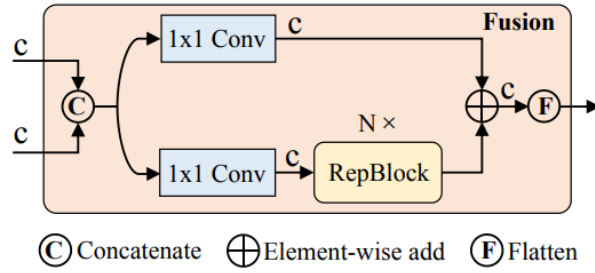 Fusion
1x1 Conv
c
c
C
c
N ×
c
F
1x1 Conv
c
RepBlock
C Concatenate
Element-wise add
F Flatten